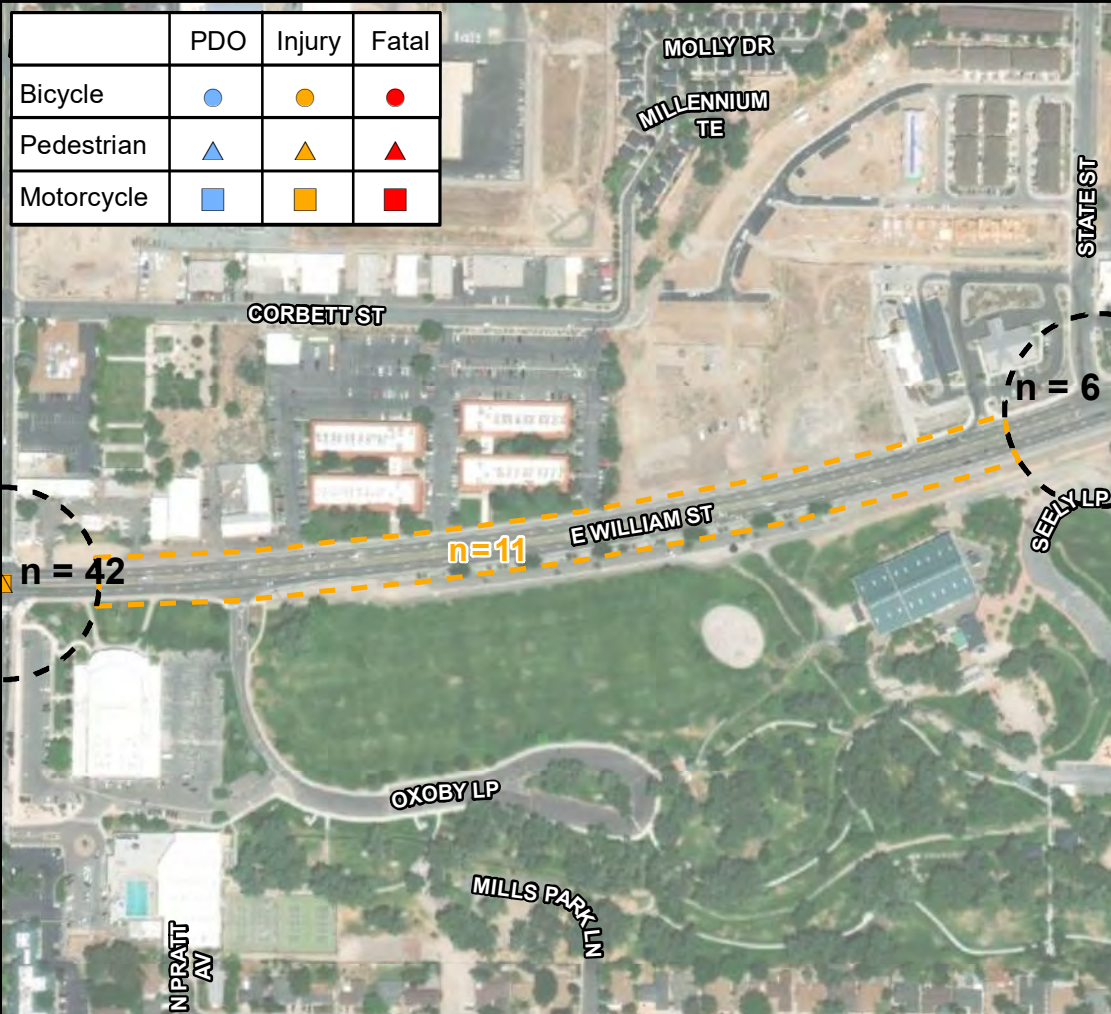 PDO Injury Fatal
Bicycle
Pedestrian
Motorcycle
MOLLY DR
MILLENNIUM
TE
STATE ST
CORBETT ST
n = 6
SEELY LP
E WILLIAM ST
n=11
n = 42
OXOBY LP
MILLS PARK LN
N PRATT
AV